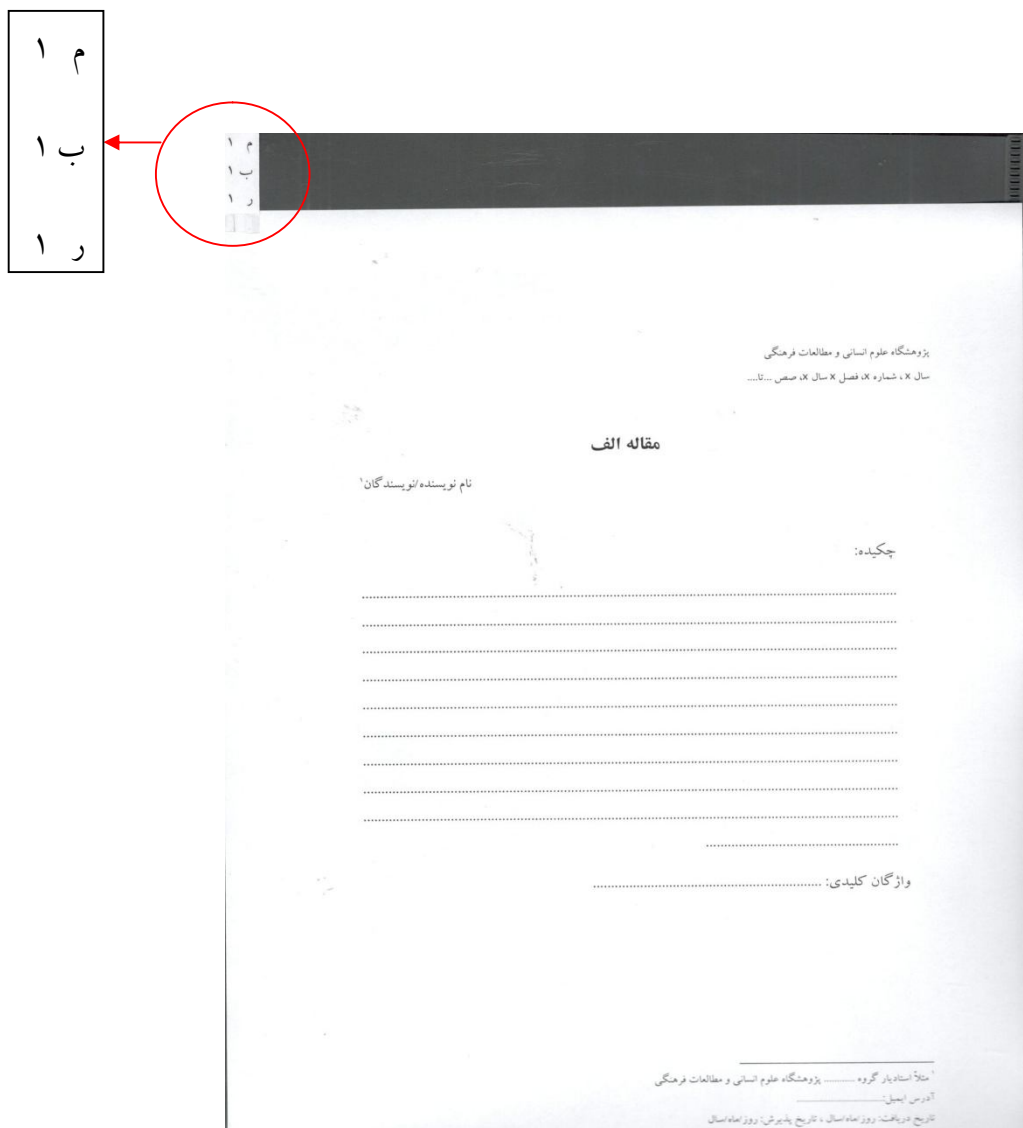 م ۱
ب ۱
ر ۱
م ۱
ب ۱
ر ۱
پژوهشگاه علوم انسانی و مطالعات فرهنگی
سال x ، شماره x، فصل x سال x، صص ...تا....
مقاله الف
نام نویسنده/نویسندگان۱
چکیده:
واژگان کلیدی: ................................................................
۱ مثلاً استادیار گروه ............ پژوهشگاه علوم انسانی و مطالعات فرهنگی
آدرس ایمیل:................................
تاریخ دریافت: روز/ماه/سال ، تاریخ پذیرش: روز/ماه/سال